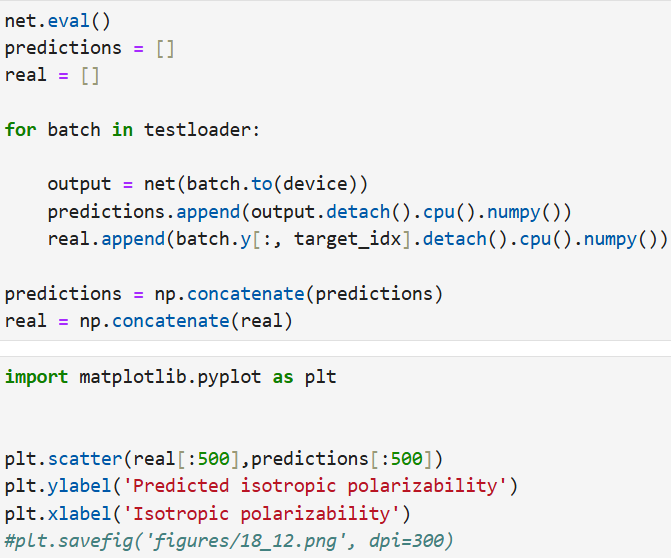 net.eval()
predictions = []
real = []
for batch in testloader:
    output = net(batch.to(device))
    predictions.append(output.detach().cpu().numpy())
    real.append(batch.y[:, target_idx].detach().cpu().numpy())
predictions = np.concatenate(predictions)
real = np.concatenate(real)
import matplotlib.pyplot as plt
plt.scatter(real[:500],predictions[:500])
plt.ylabel('Predicted isotropic polarizability')
plt.xlabel('Isotropic polarizability')
#plt.savefig('figures/18_12.png', dpi=300)